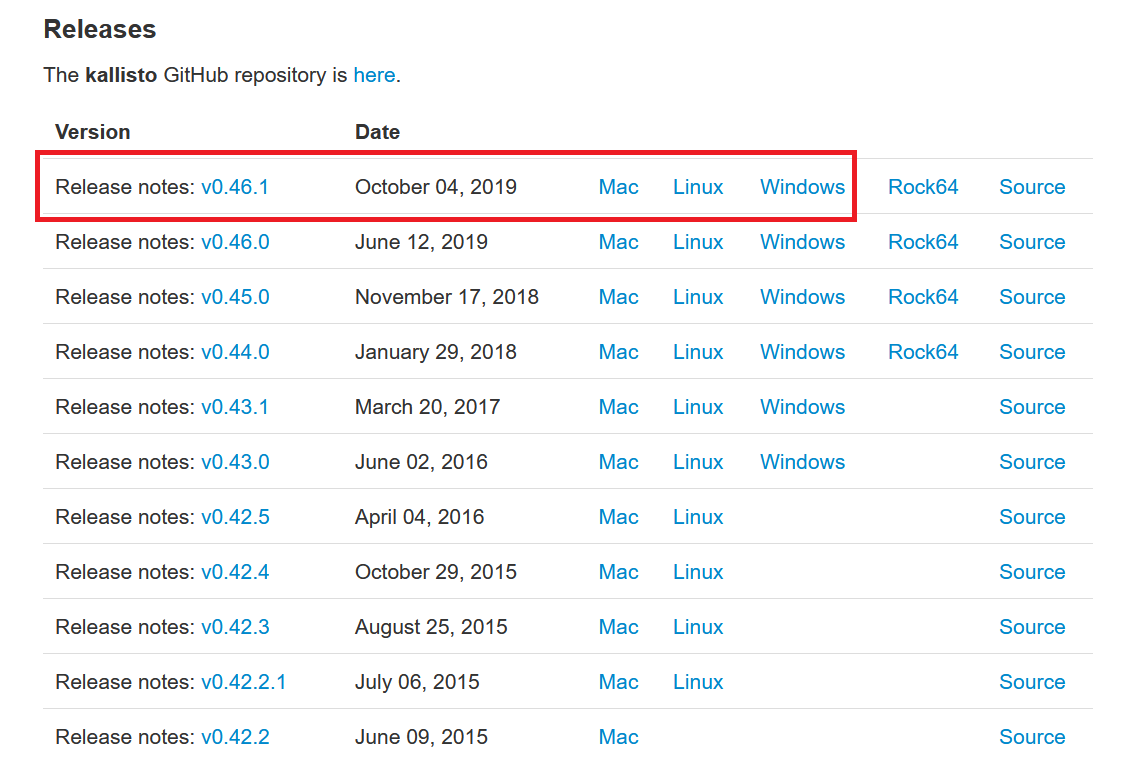 Releases
The kallisto GitHub repository is here.
Version Date
Release notes: v0.46.1 October 04, 2019 Mac Linux Windows Rock64 Source
Release notes: v0.46.0 June 12, 2019 Mac Linux Windows Rock64 Source
Release notes: v0.45.0 November 17, 2018 Mac Linux Windows Rock64 Source
Release notes: v0.44.0 January 29, 2018 Mac Linux Windows Rock64 Source
Release notes: v0.43.1 March 20, 2017 Mac Linux Windows Source
Release notes: v0.43.0 June 02, 2016 Mac Linux Windows Source
Release notes: v0.42.5 April 04, 2016 Mac Linux Source
Release notes: v0.42.4 October 29, 2015 Mac Linux Source
Release notes: v0.42.3 August 25, 2015 Mac Linux Source
Release notes: v0.42.2.1 July 06, 2015 Mac Linux Source
Release notes: v0.42.2 June 09, 2015 Mac Source